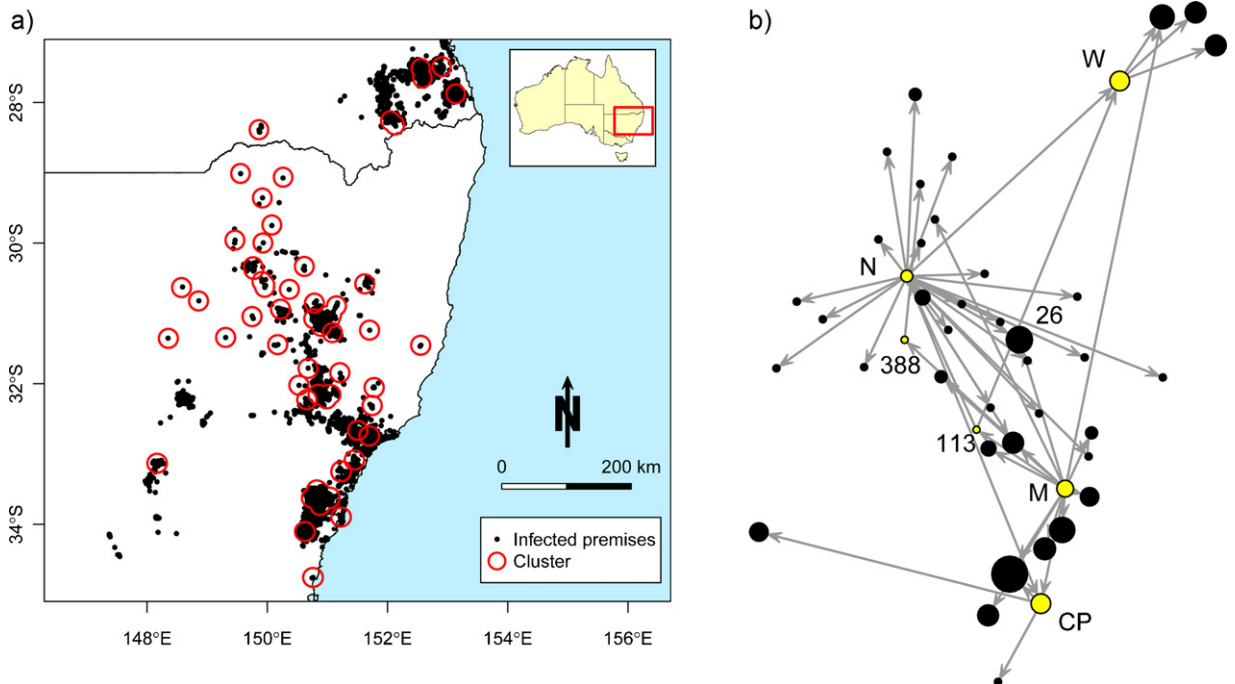 a)
28°S
30°S
32°S
34°S
148°E
150°E
152°E
154°E
156°E
N
0
200 km
Infected premises
Cluster
b)
W
N
26
388
113
M
CP